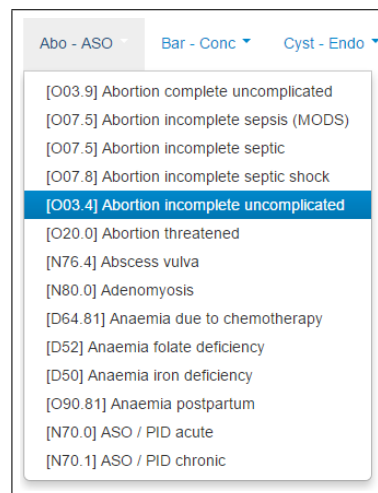 Abo - ASO Bar - Conc Cyst - Endo
[O03.9] Abortion complete uncomplicated
[O07.5] Abortion incomplete sepsis (MODS)
[O07.5] Abortion incomplete septic
[O07.8] Abortion incomplete septic shock
[O03.4] Abortion incomplete uncomplicated
[O20.0] Abortion threatened
[N76.4] Abscess vulva
[N80.0] Adenomyosis
[D64.81] Anaemia due to chemotherapy
[D52] Anaemia folate deficiency
[D50] Anaemia iron deficiency
[O90.81] Anaemia postpartum
[N70.0] ASO / PID acute
[N70.1] ASO / PID chronic